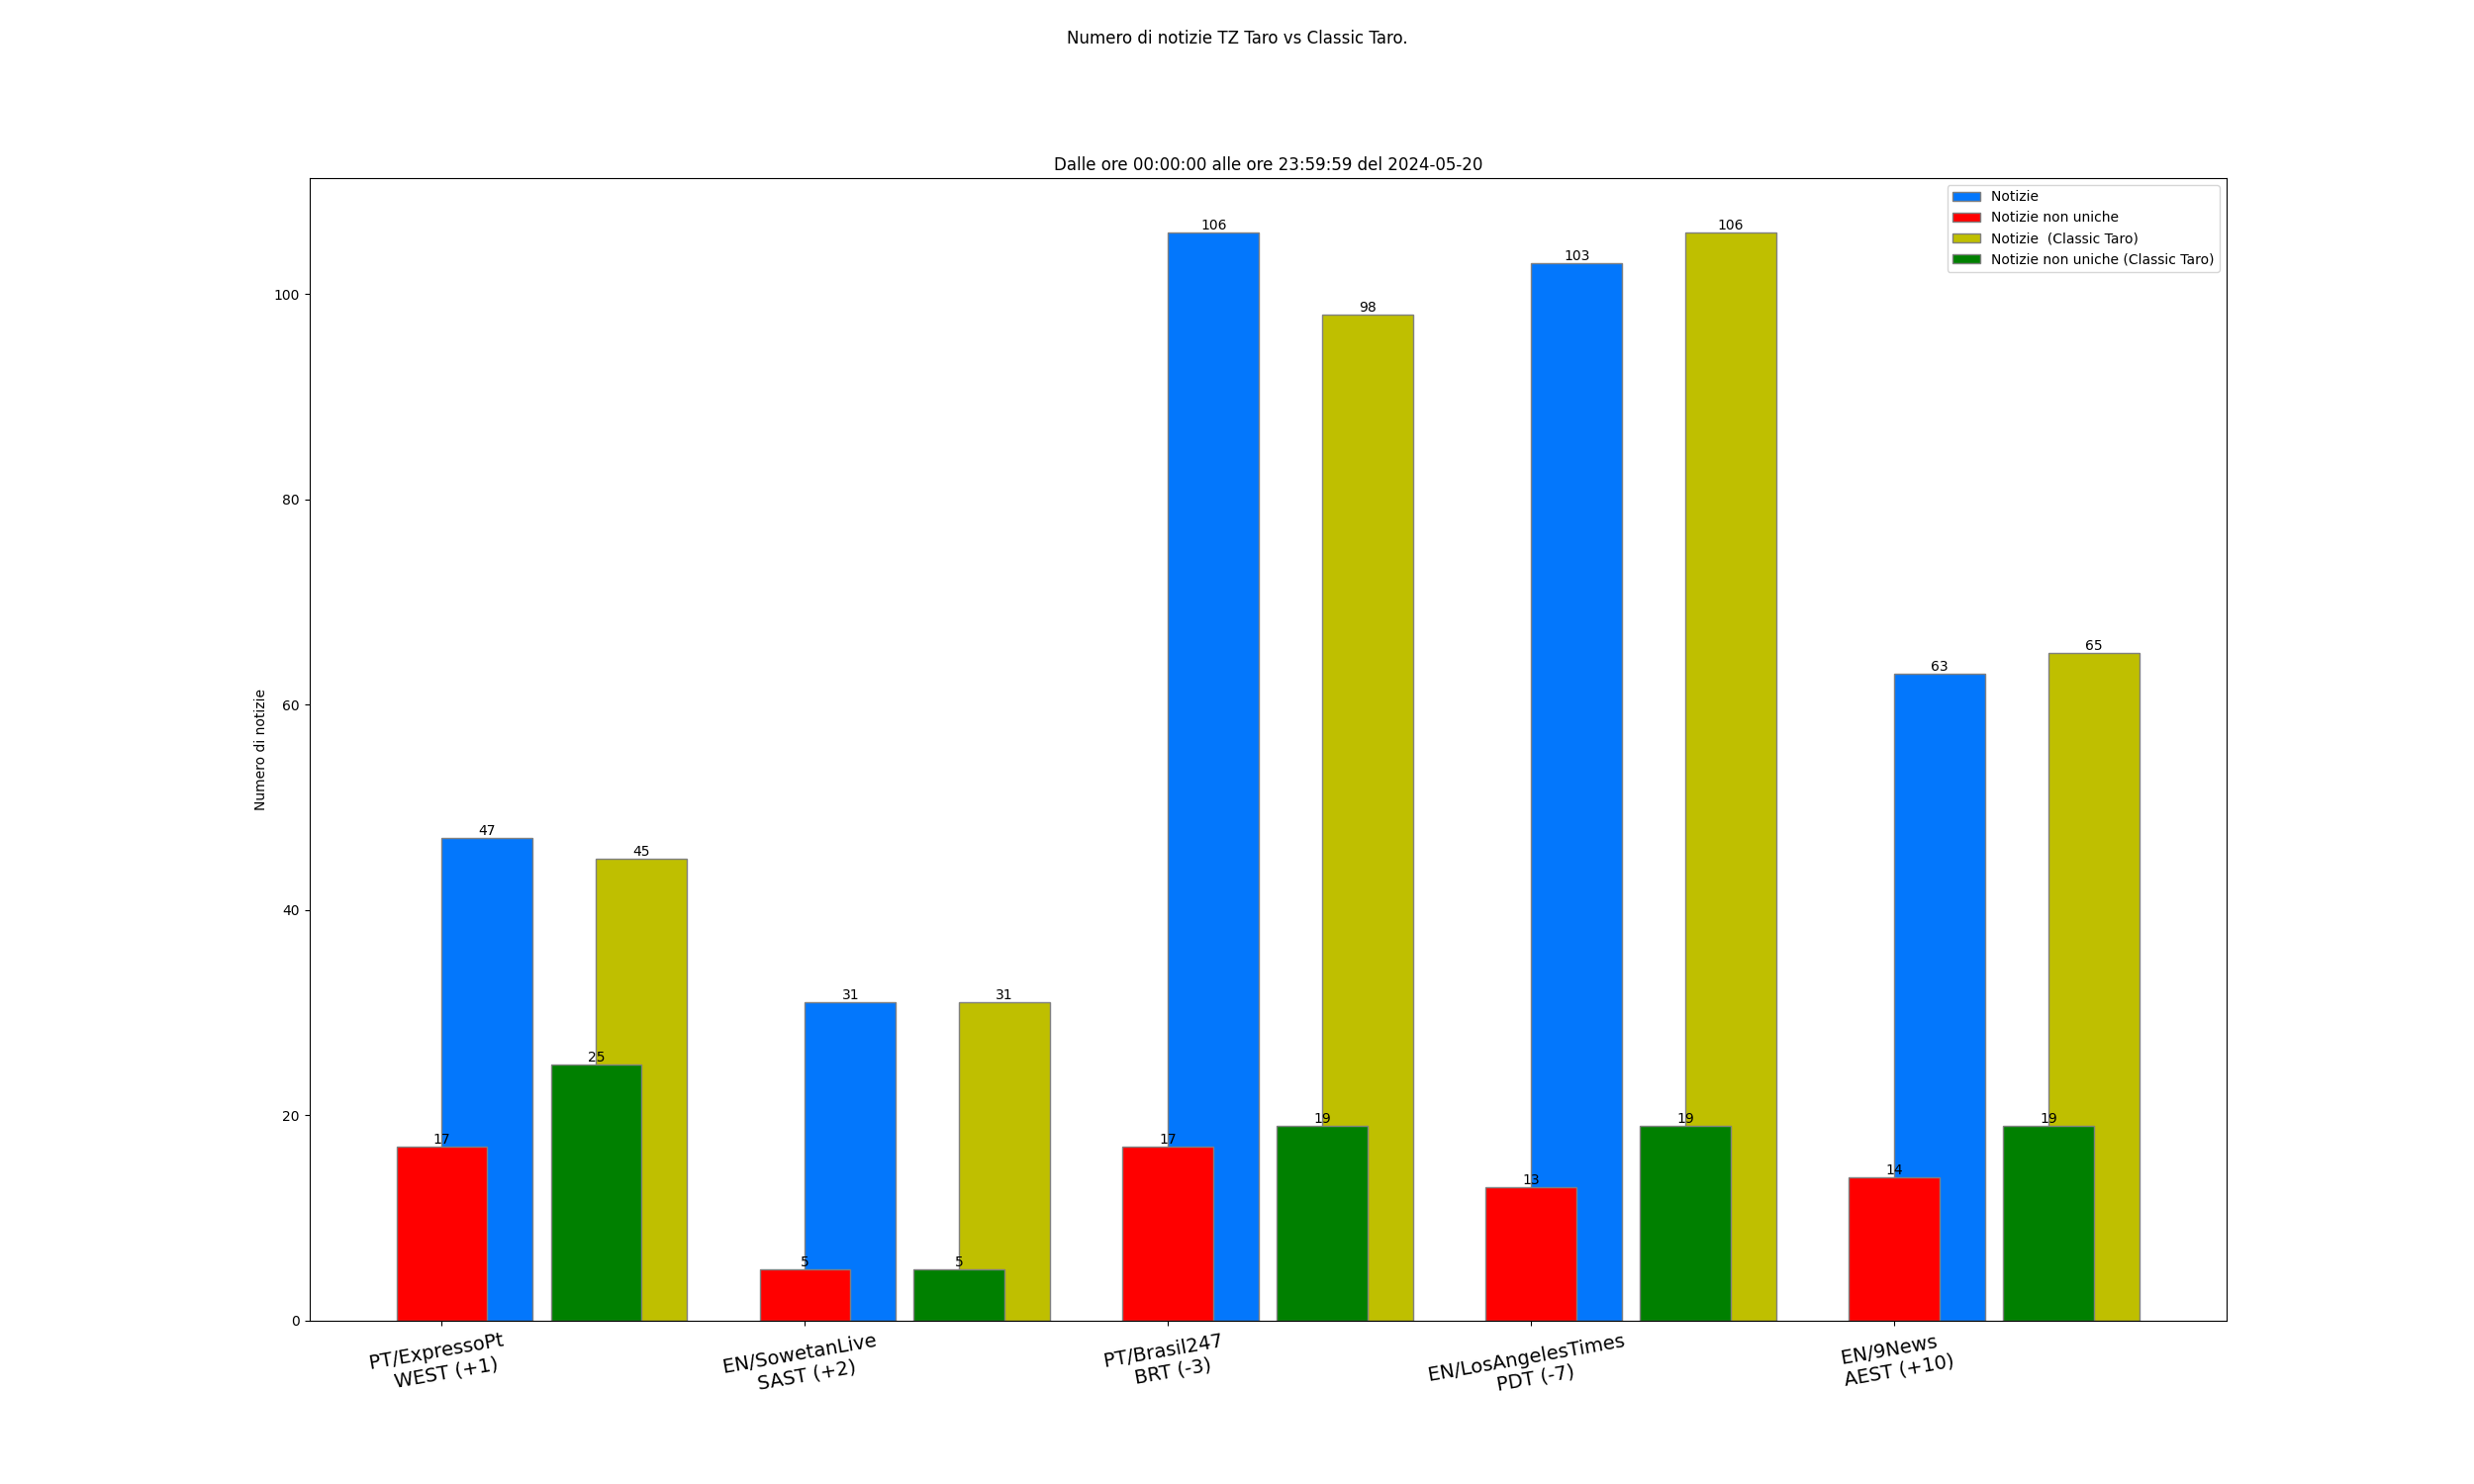 Numero di notizie TZ Taro vs Classic Taro.
Dalle ore 00:00:00 alle ore 23:59:59 del 2024-05-20
Notizie
Notizie non uniche
Notizie  (Classic Taro)
Notizie non uniche (Classic Taro)
Numero di notizie
100
80
60
40
20
0
17
47
25
45
5
31
5
31
17
106
19
98
13
103
19
106
14
63
19
65
PT/ExpressoPt
WEST (+1)
EN/SowetanLive
SAST (+2)
PT/Brasil247
BRT (-3)
EN/LosAngelesTimes
PDT (-7)
EN/9News
AEST (+10)